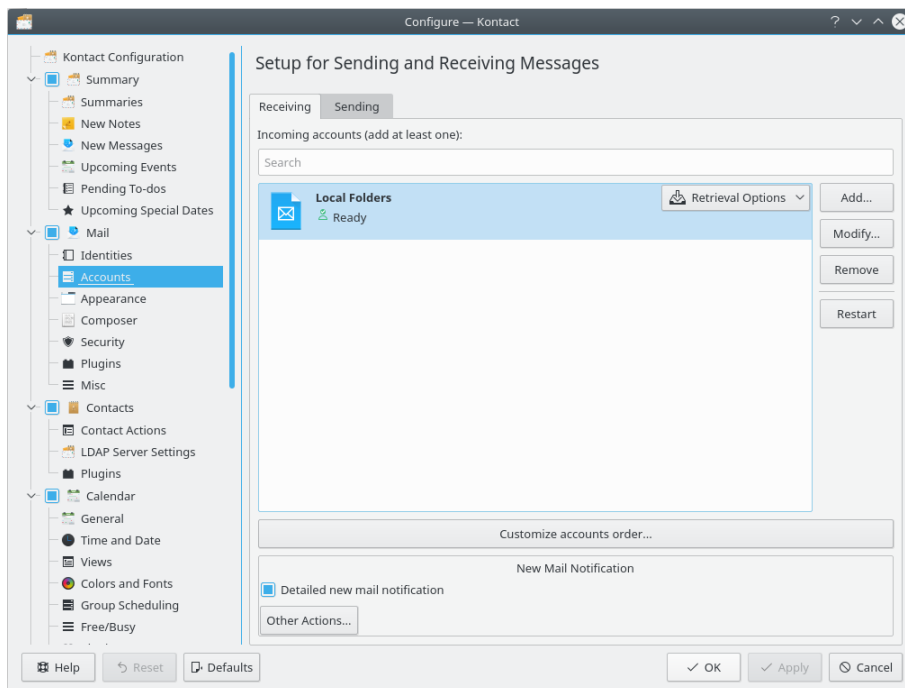 Configure — Kontact
Kontact Configuration
Summary
Summaries
New Notes
New Messages
Upcoming Events
Pending To-dos
Upcoming Special Dates
Mail
Identities
Accounts
Appearance
Composer
Security
Plugins
Misc
Contacts
Contact Actions
LDAP Server Settings
Plugins
Calendar
General
Time and Date
Views
Colors and Fonts
Group Scheduling
Free/Busy
Setup for Sending and Receiving Messages
Receiving
Sending
Incoming accounts (add at least one):
Search
Local Folders
Ready
Retrieval Options
Add...
Modify...
Remove
Restart
Customize accounts order...
New Mail Notification
Detailed new mail notification
Other Actions...
Help
Reset
Defaults
OK
Apply
Cancel